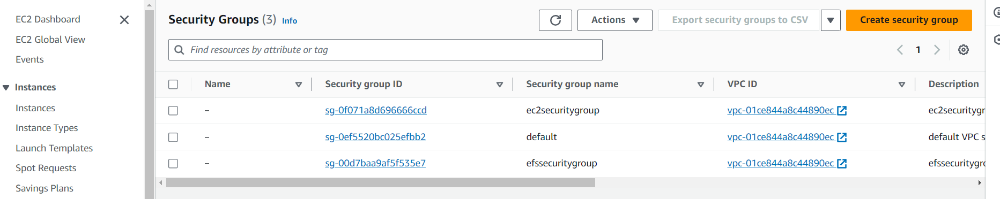 EC2 Dashboard
EC2 Global View
Events
Instances
Instances
Instance Types
Launch Templates
Spot Requests
Savings Plans
Security Groups (3) Info
Actions
Export security groups to CSV
Create security group
Find resources by attribute or tag
1
Name Security group ID Security group name VPC ID Description
– sg-0f071a8d696666ccd ec2securitygroup vpc-01ce844a8c44890ec ec2securitygr
– sg-0ef5520bc025efbb2 default vpc-01ce844a8c44890ec default VPC s
– sg-00d7baa9af5f535e7 efssecuritygroup vpc-01ce844a8c44890ec efssecuritygro